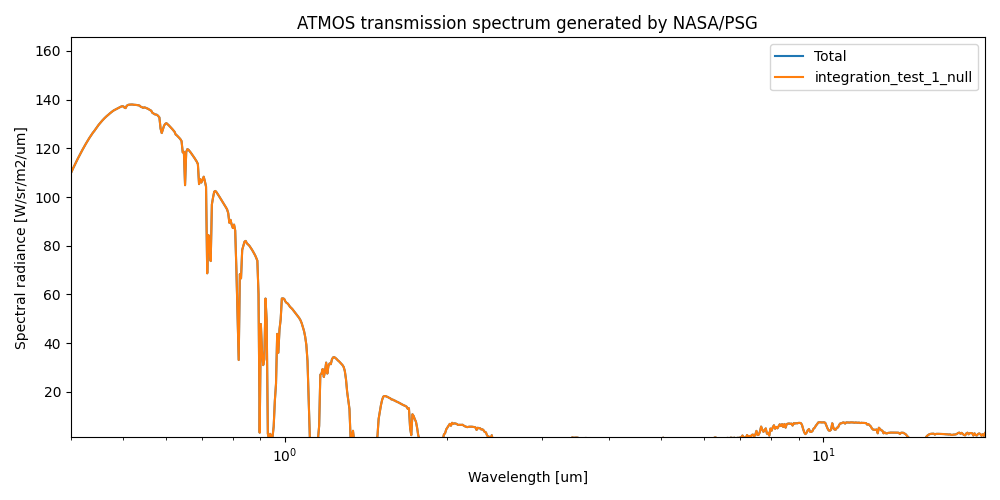 ATMOS transmission spectrum generated by NASA/PSG
Total
integration_test_1_null
Spectral radiance [W/sr/m2/um]
160
140
120
100
80
60
40
20
10⁰
10¹
Wavelength [um]